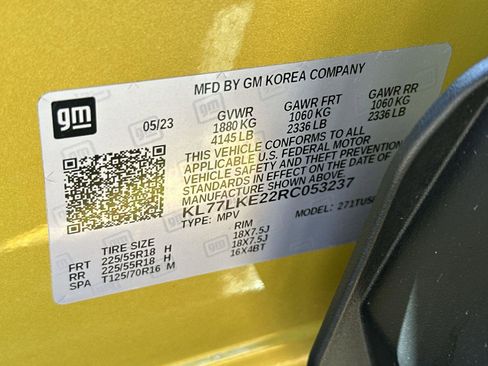 MFD BY GM KOREA COMPANY
gm
05/23 GVWR GAWR FRT GAWR RR
1880 KG 1060 KG 1060 KG
4145 LB 2336 LB 2336 LB
THIS VEHICLE CONFORMS TO ALL
APPLICABLE U.S. FEDERAL MOTOR
VEHICLE SAFETY AND THEFT PREVENTION
STANDARDS IN EFFECT ON THE DATE OF
MANUFACTURE SHOWN ABOVE.
KL77LKE22RC053237
TYPE: MPV MODEL: 271TUS
TIRE SIZE RIM
FRT 225/55R18 H 18X7.5J
RR 225/55R18 H 18X7.5J
SPA T125/70R16 M 16X4BT